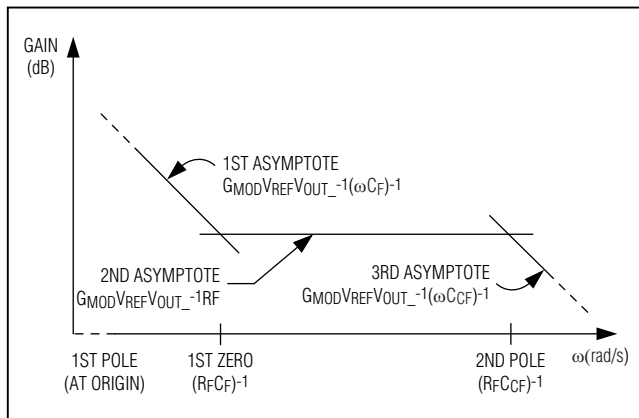 GAIN
(dB)
1ST ASYMPTOTE
GMODVREFVOUT_-1(ωCF)-1
2ND ASYMPTOTE
GMODVREFVOUT_-1RF
3RD ASYMPTOTE
GMODVREFVOUT_-1(ωCCF)-1
1ST POLE
(AT ORIGIN)
1ST ZERO
(RFCF)-1
2ND POLE
(RFCCF)-1
ω(rad/s)